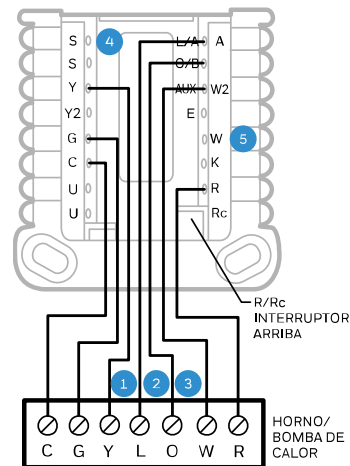 S 4 L/A A
S O/B
Y AUX W2
Y2 E
G W 5
C K
U R
U Rc
R/Rc
INTERRUPTOR
ARRIBA
1 2 3
C G Y L O W R
HORNO/
BOMBA DE
CALOR